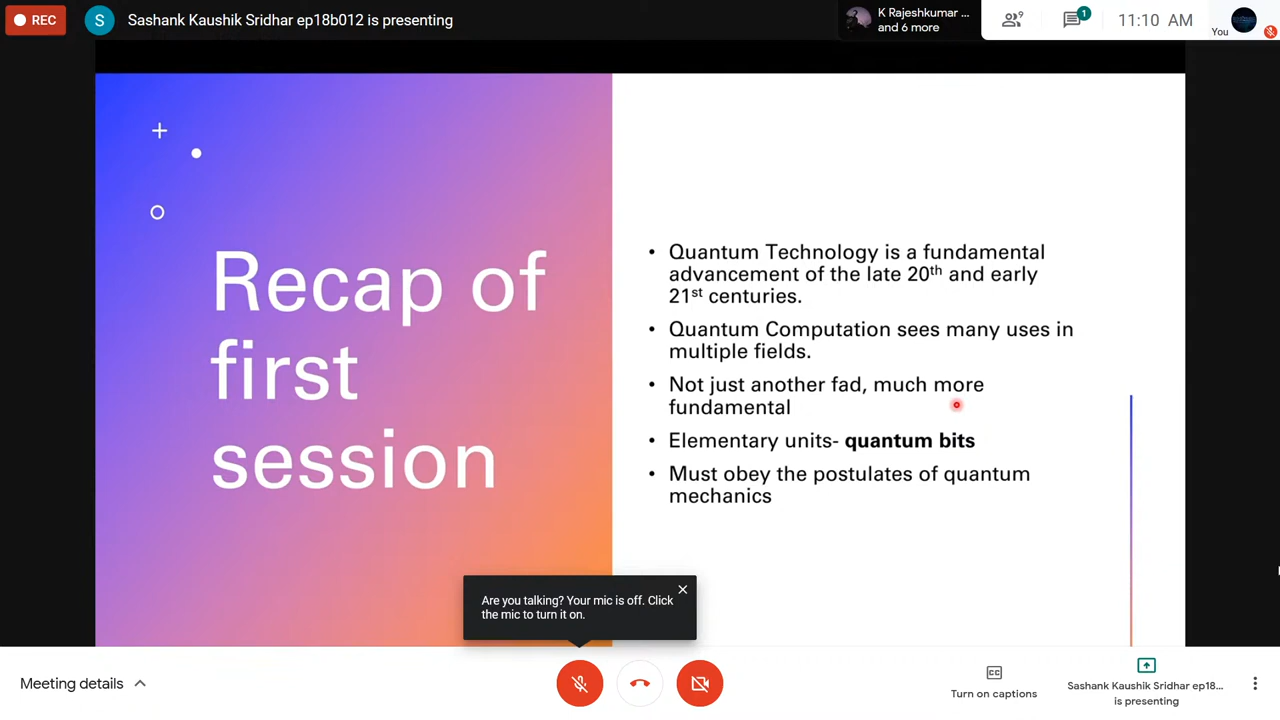 REC
S
Sashank Kaushik Sridhar ep18b012 is presenting
K Rajeshkumar ...
and 6 more
9
1
11:10 AM
You
Recap of
first
session
• Quantum Technology is a fundamental
advancement of the late 20th and early
21st centuries.
• Quantum Computation sees many uses in
multiple fields.
• Not just another fad, much more
fundamental
• Elementary units- quantum bits
• Must obey the postulates of quantum
mechanics
Are you talking? Your mic is off. Click
the mic to turn it on.
Meeting details
CC
Turn on captions
Sashank Kaushik Sridhar ep18...
is presenting